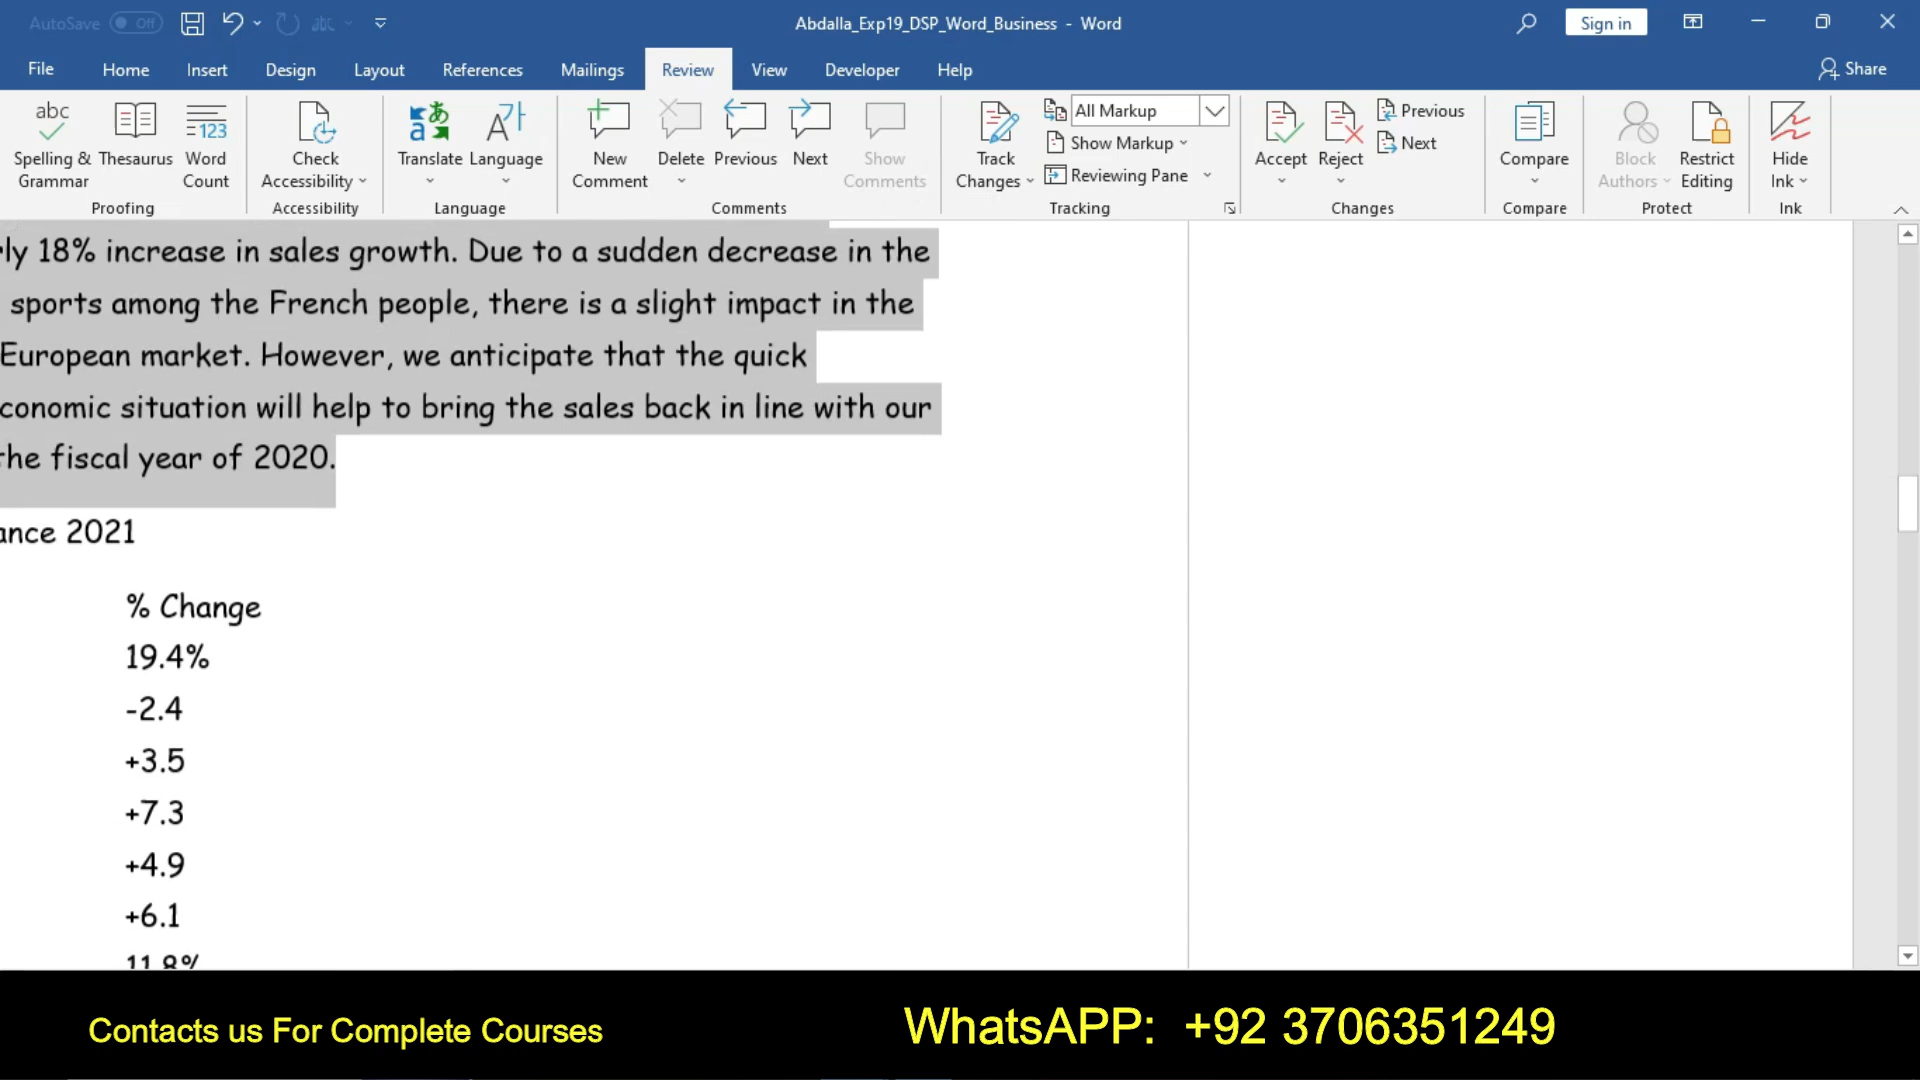 AutoSave Off
Abdalla_Exp19_DSP_Word_Business - Word
Sign in
File Home Insert Design Layout References Mailings Review View Developer Help
Share
abc
Spelling & Grammar
Thesaurus
123
Word Count
Proofing
Check Accessibility
Accessibility
Translate
Language
Language
New Comment
Delete
Previous
Next
Show Comments
Comments
Track Changes
All Markup
Show Markup
Reviewing Pane
Tracking
Accept
Reject
Previous
Next
Changes
Compare
Compare
Block Authors
Restrict Editing
Protect
Hide Ink
Ink
rly 18% increase in sales growth. Due to a sudden decrease in the
sports among the French people, there is a slight impact in the
European market. However, we anticipate that the quick
conomic situation will help to bring the sales back in line with our
the fiscal year of 2020.
ance 2021
% Change
19.4%
-2.4
+3.5
+7.3
+4.9
+6.1
11.8%
Contacts us For Complete Courses
WhatsAPP: +92 3706351249